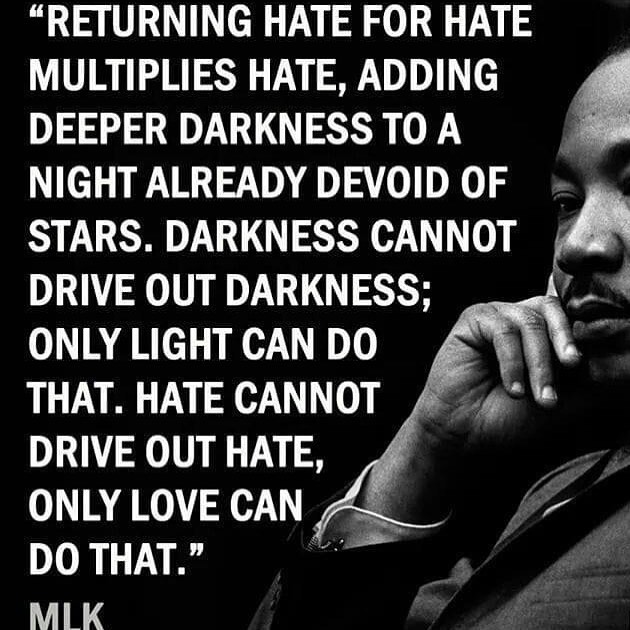 “RETURNING HATE FOR HATE
MULTIPLIES HATE, ADDING
DEEPER DARKNESS TO A
NIGHT ALREADY DEVOID OF
STARS. DARKNESS CANNOT
DRIVE OUT DARKNESS;
ONLY LIGHT CAN DO
THAT. HATE CANNOT
DRIVE OUT HATE,
ONLY LOVE CAN
DO THAT.”
MLK